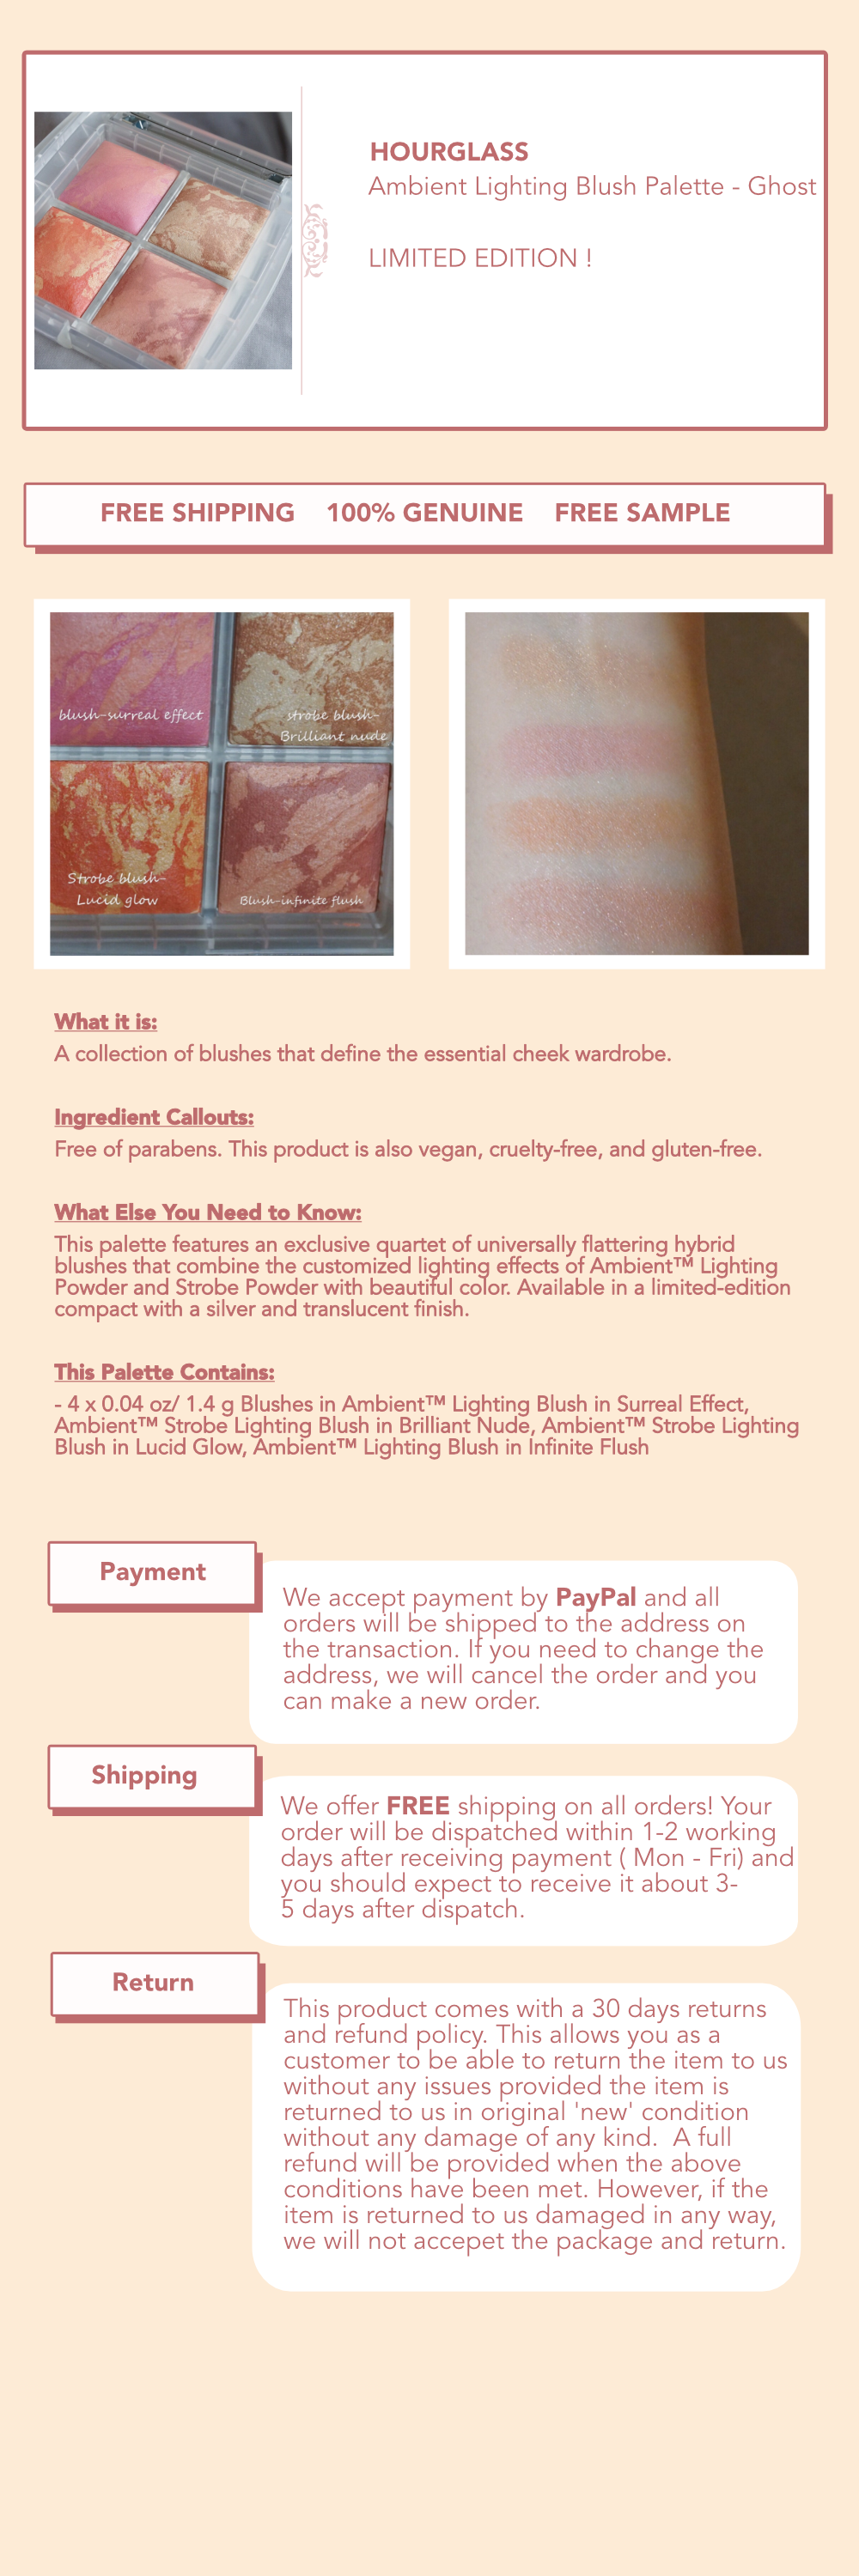 HOURGLASS
Ambient Lighting Blush Palette - Ghost
LIMITED EDITION !
FREE SHIPPING 100% GENUINE FREE SAMPLE
blush-surreal effect
strobe blush-
Brilliant nude
Strobe blush-
Lucid glow
Blush-infinite flush
What it is:
A collection of blushes that define the essential cheek wardrobe.
Ingredient Callouts:
Free of parabens. This product is also vegan, cruelty-free, and gluten-free.
What Else You Need to Know:
This palette features an exclusive quartet of universally flattering hybrid
blushes that combine the customized lighting effects of Ambient™ Lighting
Powder and Strobe Powder with beautiful color. Available in a limited-edition
compact with a silver and translucent finish.
This Palette Contains:
- 4 x 0.04 oz/ 1.4 g Blushes in Ambient™ Lighting Blush in Surreal Effect,
Ambient™ Strobe Lighting Blush in Brilliant Nude, Ambient™ Strobe Lighting
Blush in Lucid Glow, Ambient™ Lighting Blush in Infinite Flush
Payment
We accept payment by PayPal and all
orders will be shipped to the address on
the transaction. If you need to change the
address, we will cancel the order and you
can make a new order.
Shipping
We offer FREE shipping on all orders! Your
order will be dispatched within 1-2 working
days after receiving payment ( Mon - Fri) and
you should expect to receive it about 3-
5 days after dispatch.
Return
This product comes with a 30 days returns
and refund policy. This allows you as a
customer to be able to return the item to us
without any issues provided the item is
returned to us in original 'new' condition
without any damage of any kind.  A full
refund will be provided when the above
conditions have been met. However, if the
item is returned to us damaged in any way,
we will not accepet the package and return.